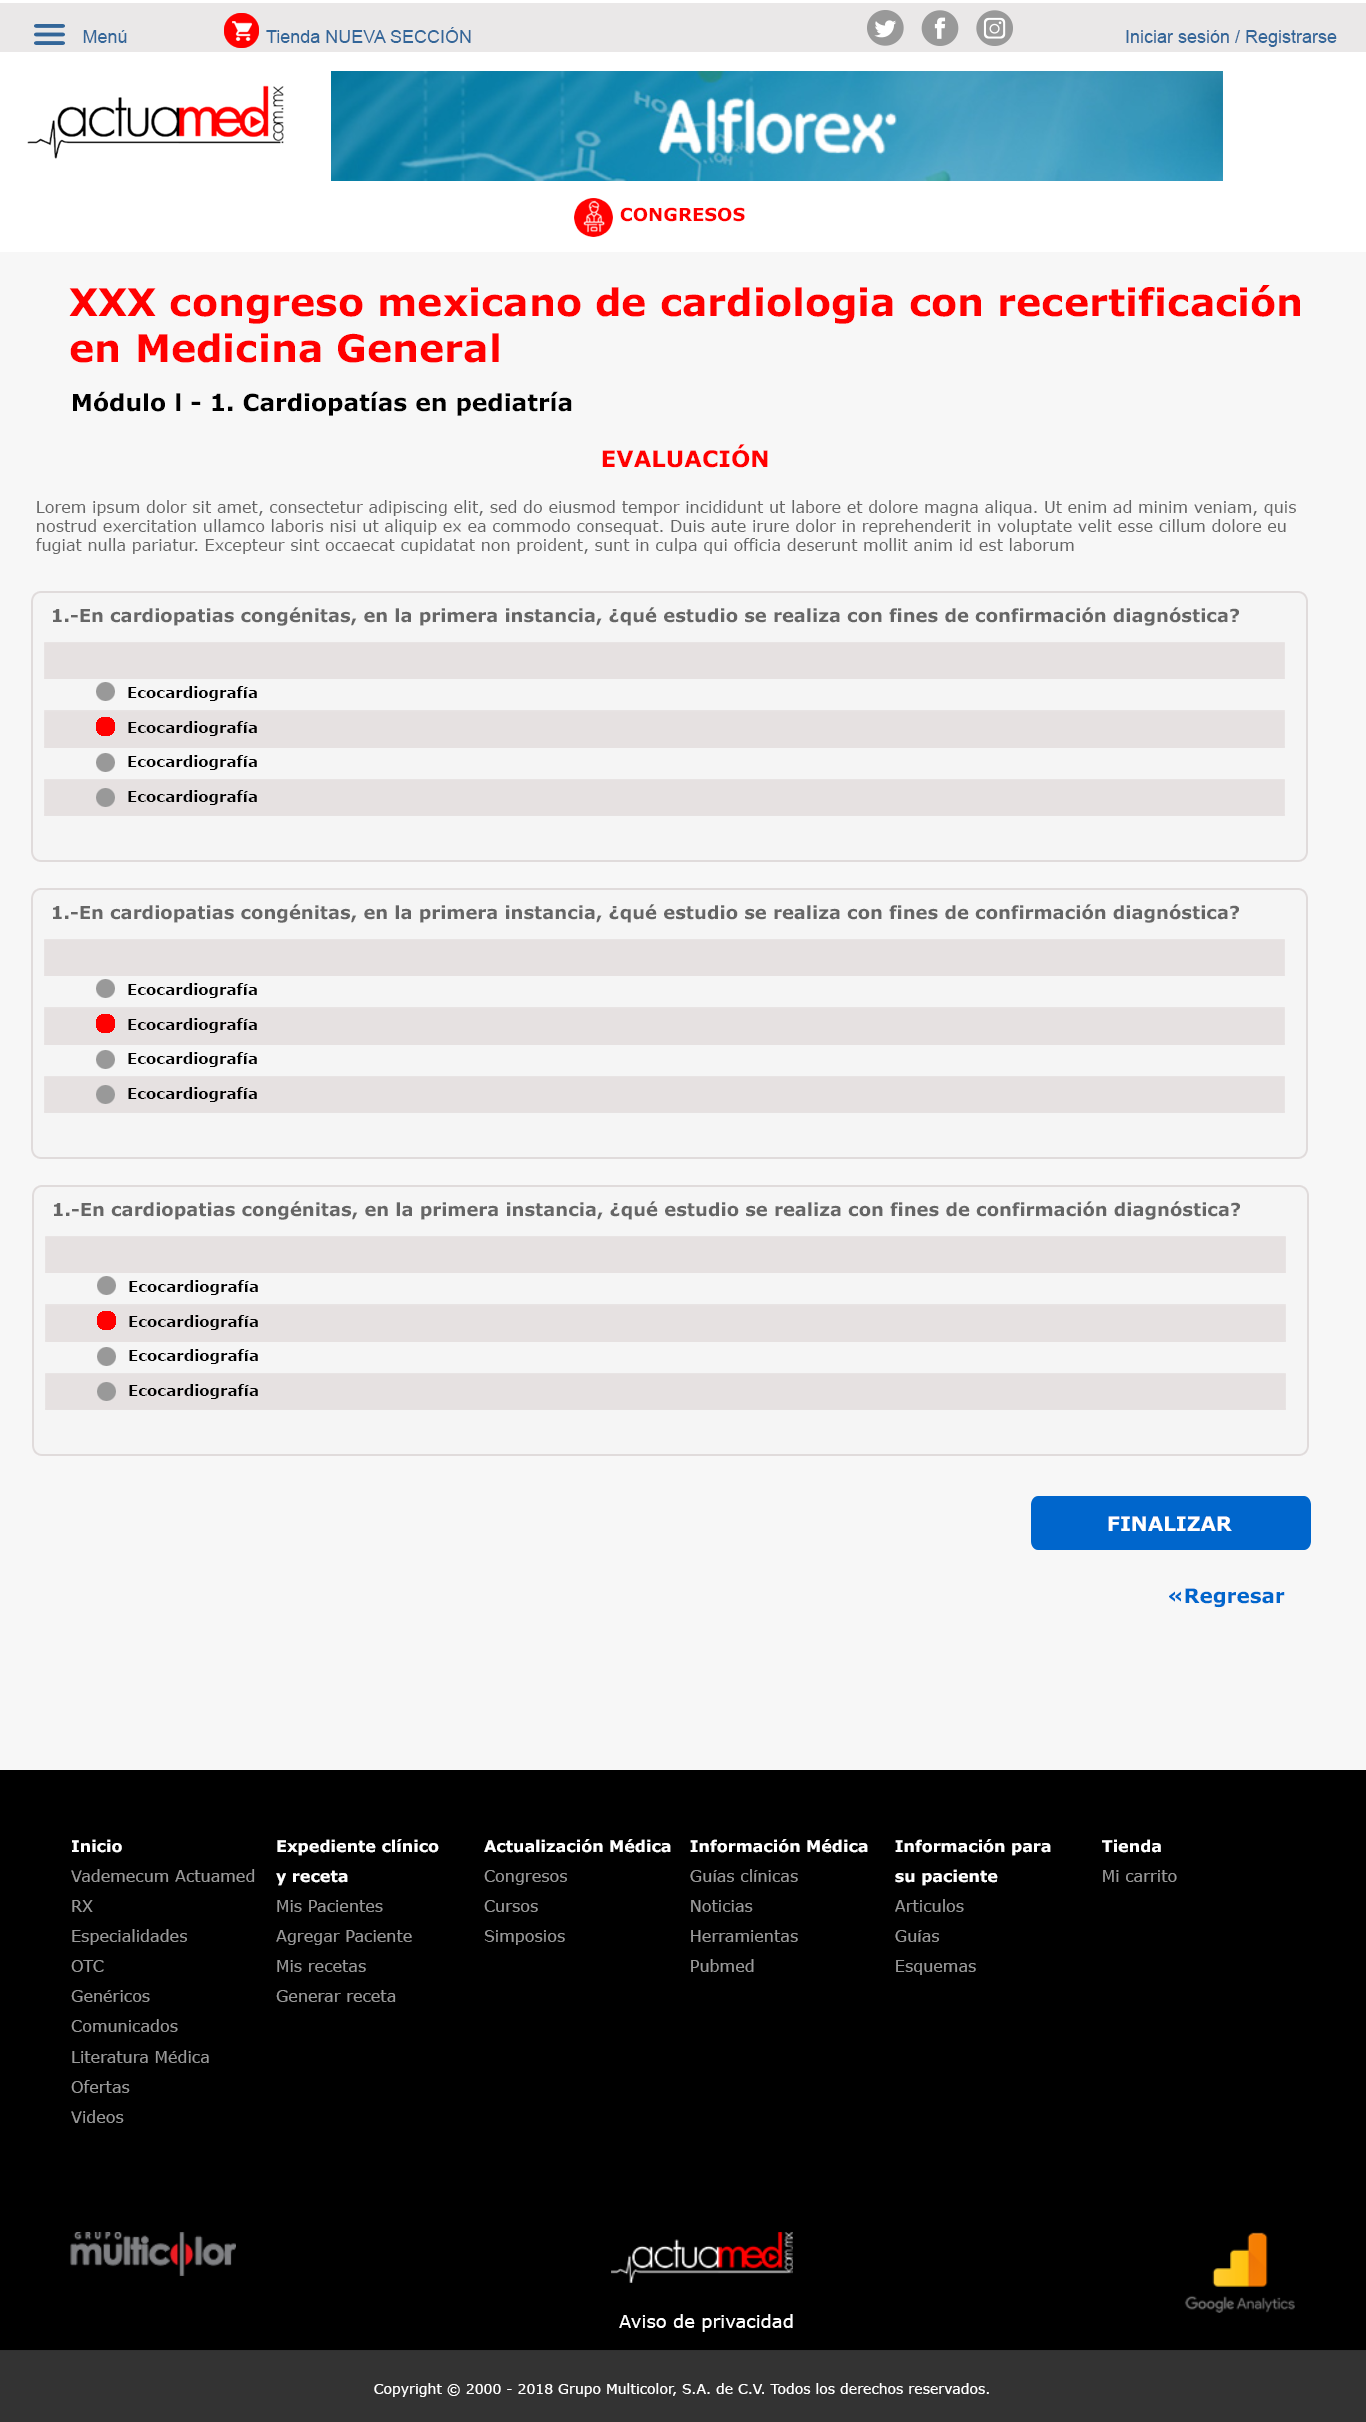 Menú
Tienda NUEVA SECCIÓN
Iniciar sesión / Registrarse
actuamed.com.mx
HO
OH
Alflorex
CONGRESOS
XXX congreso mexicano de cardiologia con recertificación
en Medicina General
Módulo l - 1. Cardiopatías en pediatría
EVALUACIÓN
Lorem ipsum dolor sit amet, consectetur adipiscing elit, sed do eiusmod tempor incididunt ut labore et dolore magna aliqua. Ut enim ad minim veniam, quis
nostrud exercitation ullamco laboris nisi ut aliquip ex ea commodo consequat. Duis aute irure dolor in reprehenderit in voluptate velit esse cillum dolore eu
fugiat nulla pariatur. Excepteur sint occaecat cupidatat non proident, sunt in culpa qui officia deserunt mollit anim id est laborum
1.-En cardiopatias congénitas, en la primera instancia, ¿qué estudio se realiza con fines de confirmación diagnóstica?
Ecocardiografía
Ecocardiografía
Ecocardiografía
Ecocardiografía
1.-En cardiopatias congénitas, en la primera instancia, ¿qué estudio se realiza con fines de confirmación diagnóstica?
Ecocardiografía
Ecocardiografía
Ecocardiografía
Ecocardiografía
1.-En cardiopatias congénitas, en la primera instancia, ¿qué estudio se realiza con fines de confirmación diagnóstica?
Ecocardiografía
Ecocardiografía
Ecocardiografía
Ecocardiografía
FINALIZAR
«Regresar
Inicio
Vademecum Actuamed
RX
Especialidades
OTC
Genéricos
Comunicados
Literatura Médica
Ofertas
Videos
Expediente clínico
y receta
Mis Pacientes
Agregar Paciente
Mis recetas
Generar receta
Actualización Médica
Congresos
Cursos
Simposios
Información Médica
Guías clínicas
Noticias
Herramientas
Pubmed
Información para
su paciente
Articulos
Guías
Esquemas
Tienda
Mi carrito
GRUPO
multicolor
actuamed.com.mx
Google Analytics
Aviso de privacidad
Copyright © 2000 - 2018 Grupo Multicolor, S.A. de C.V. Todos los derechos reservados.